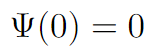 Ψ(0) = 0